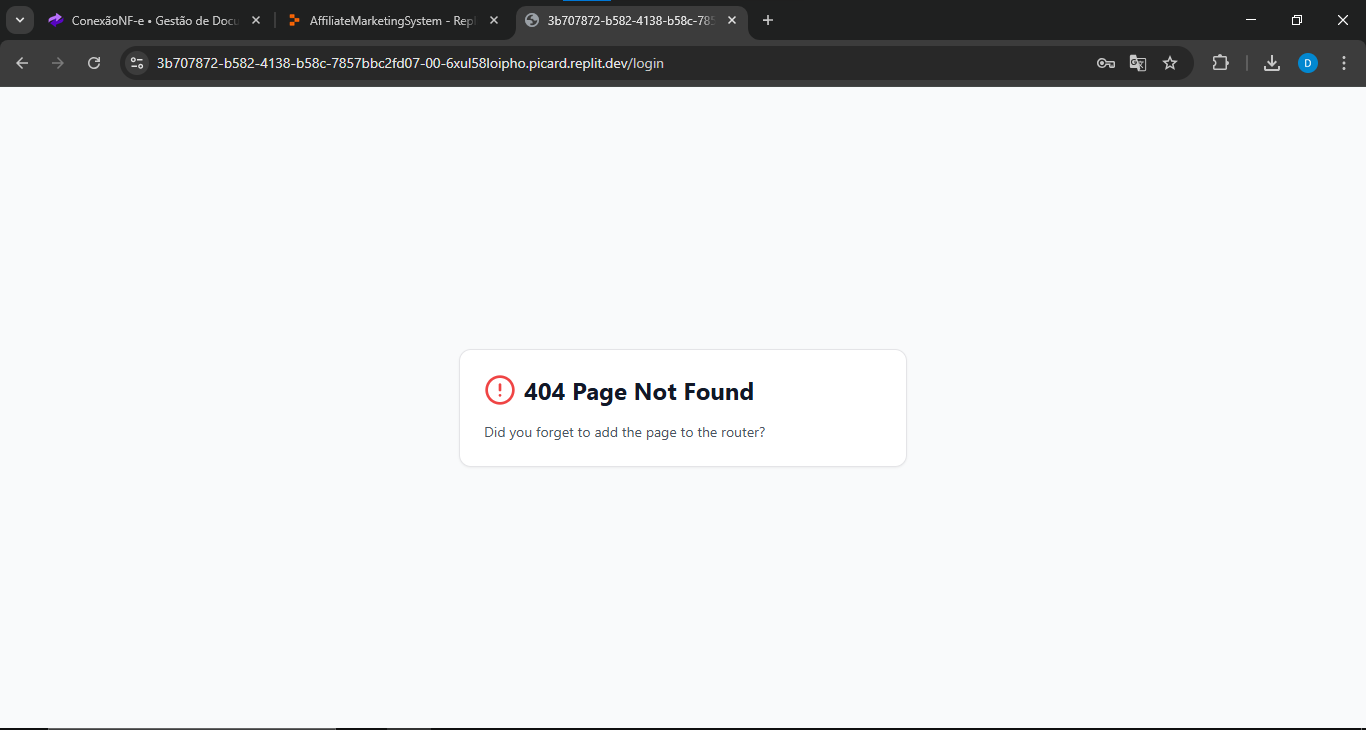 ConexãoNF-e • Gestão de Docu
AffiliateMarketingSystem - Repl
3b707872-b582-4138-b58c-785
3b707872-b582-4138-b58c-7857bbc2fd07-00-6xul58loipho.picard.replit.dev/login
D
404 Page Not Found
Did you forget to add the page to the router?